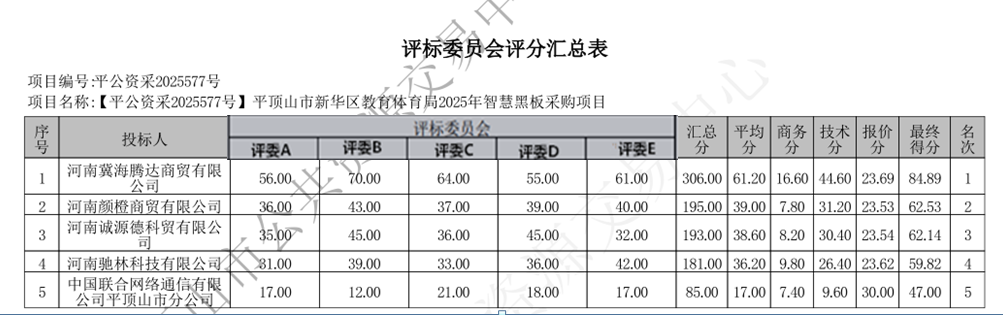 评标委员会评分汇总表
项目编号:平公资采2025577号
项目名称:【平公资采2025577号】平顶山市新华区教育体育局2025年智慧黑板采购项目
序号 投标人 评标委员会 汇总分 平均分 商务分 技术分 报价分 最终得分 名次
评委A 评委B 评委C 评委D 评委E
1 河南冀海腾达商贸有限公司 56.00 70.00 64.00 55.00 61.00 306.00 61.20 16.60 44.60 23.69 84.89 1
2 河南颜橙商贸有限公司 36.00 43.00 37.00 39.00 40.00 195.00 39.00 7.80 31.20 23.53 62.53 2
3 河南诚源德科贸有限公司 35.00 45.00 36.00 45.00 32.00 193.00 38.60 8.20 30.40 23.54 62.14 3
4 河南驰林科技有限公司 31.00 39.00 33.00 36.00 42.00 181.00 36.20 9.80 26.40 23.62 59.82 4
5 中国联合网络通信有限公司平顶山市分公司 17.00 12.00 21.00 18.00 17.00 85.00 17.00 7.40 9.60 30.00 47.00 5